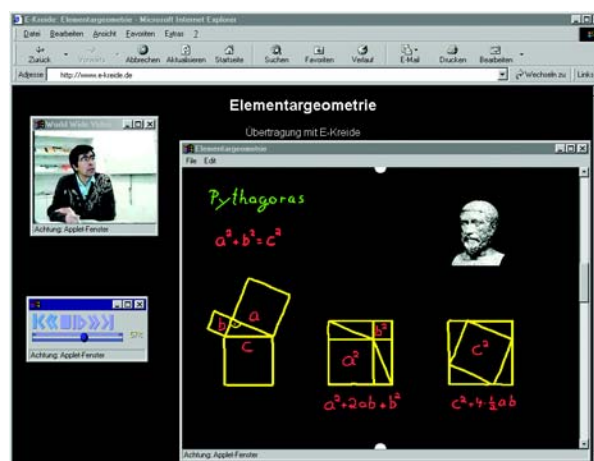 E-Kreide: Elementargeometrie - Microsoft Internet Explorer
Datei Bearbeiten Ansicht Favoriten Extras ?
Zurück Vorwärts Abbrechen Aktualisieren Startseite Suchen Favoriten Verlauf E-Mail Drucken Bearbeiten
Adresse http://www.e-kreide.de Wechseln zu Links
Elementargeometrie
Übertragung mit E-Kreide
World Wide Video
Achtung: Applet-Fenster
Achtung: Applet-Fenster
Elementargeometrie
File Edit
Pythagoras
a²+b²=c²
b a
c
a² b²
a²+2ab+b²
c²
c²+4·½ab
Achtung: Applet-Fenster